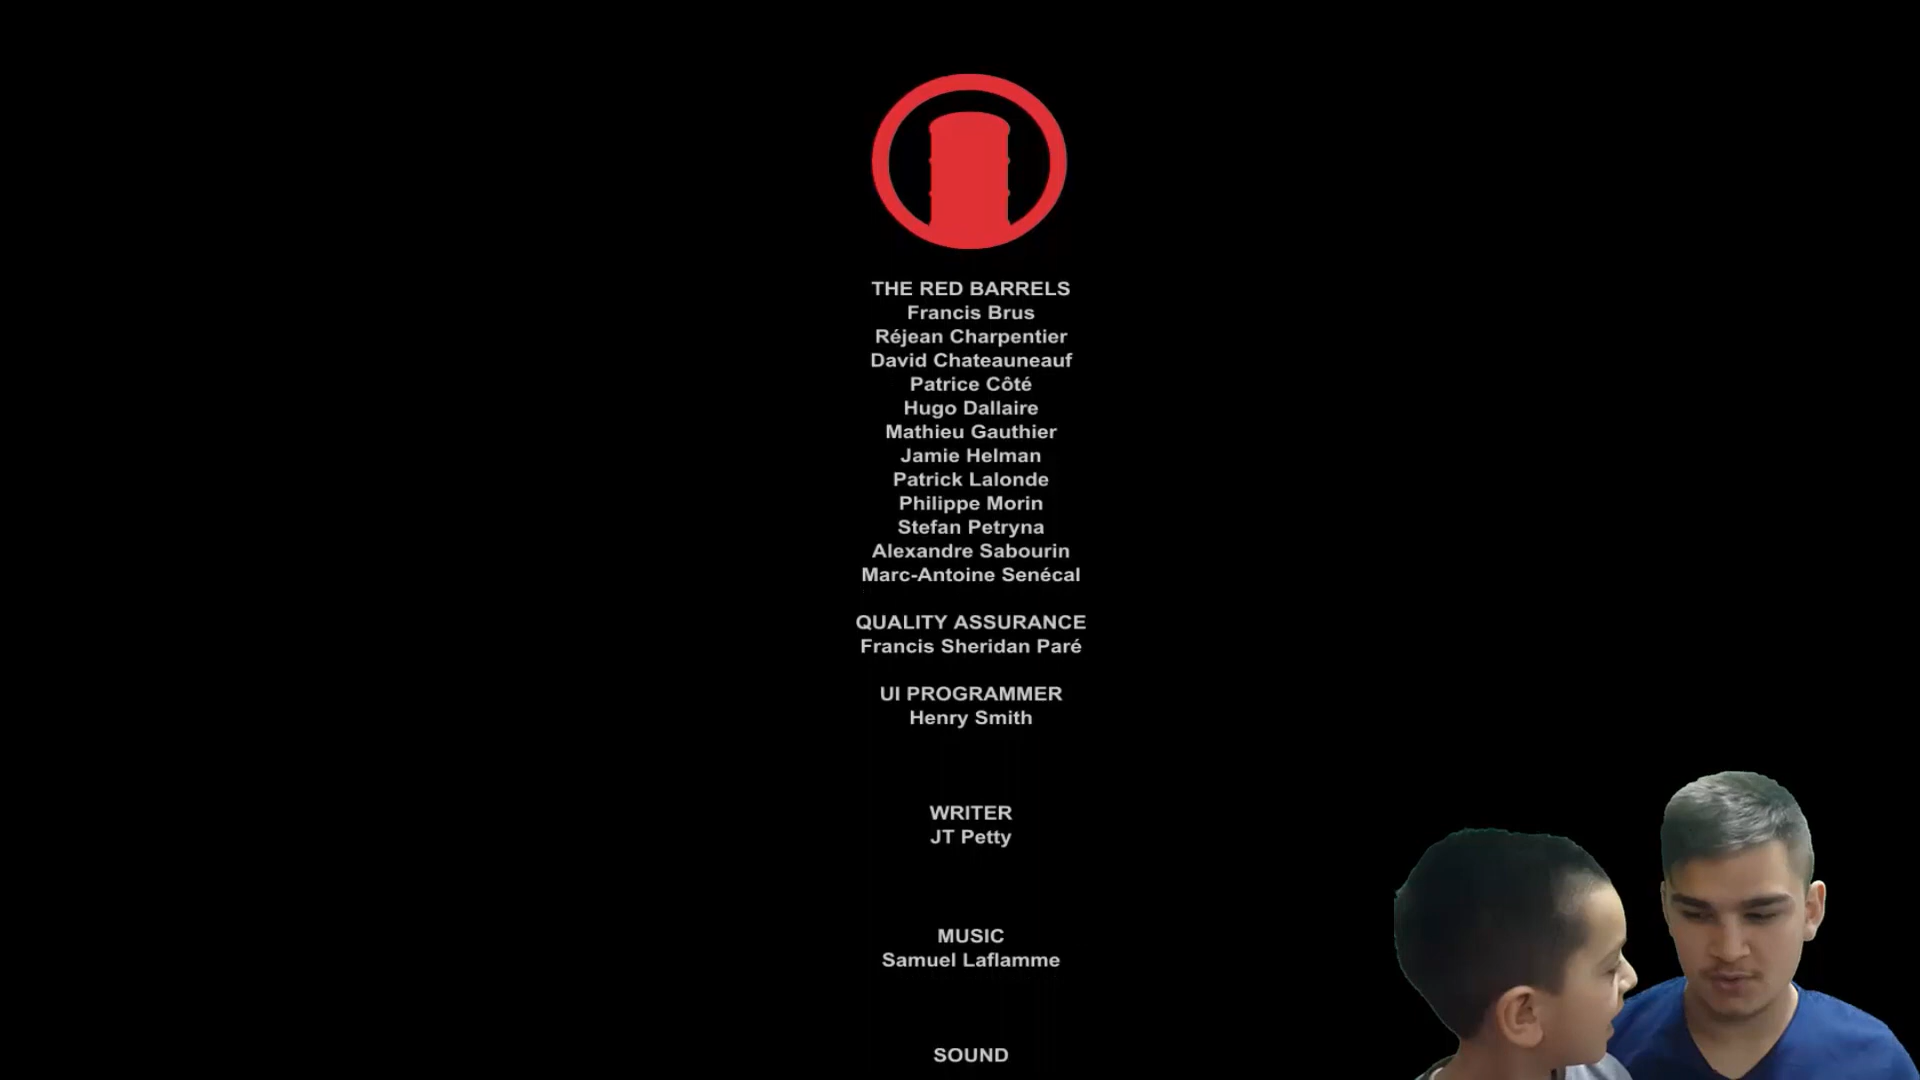 THE RED BARRELS
Francis Brus
Réjean Charpentier
David Chateauneuf
Patrice Côté
Hugo Dallaire
Mathieu Gauthier
Jamie Helman
Patrick Lalonde
Philippe Morin
Stefan Petryna
Alexandre Sabourin
Marc-Antoine Senécal
QUALITY ASSURANCE
Francis Sheridan Paré
UI PROGRAMMER
Henry Smith
WRITER
JT Petty
MUSIC
Samuel Laflamme
SOUND